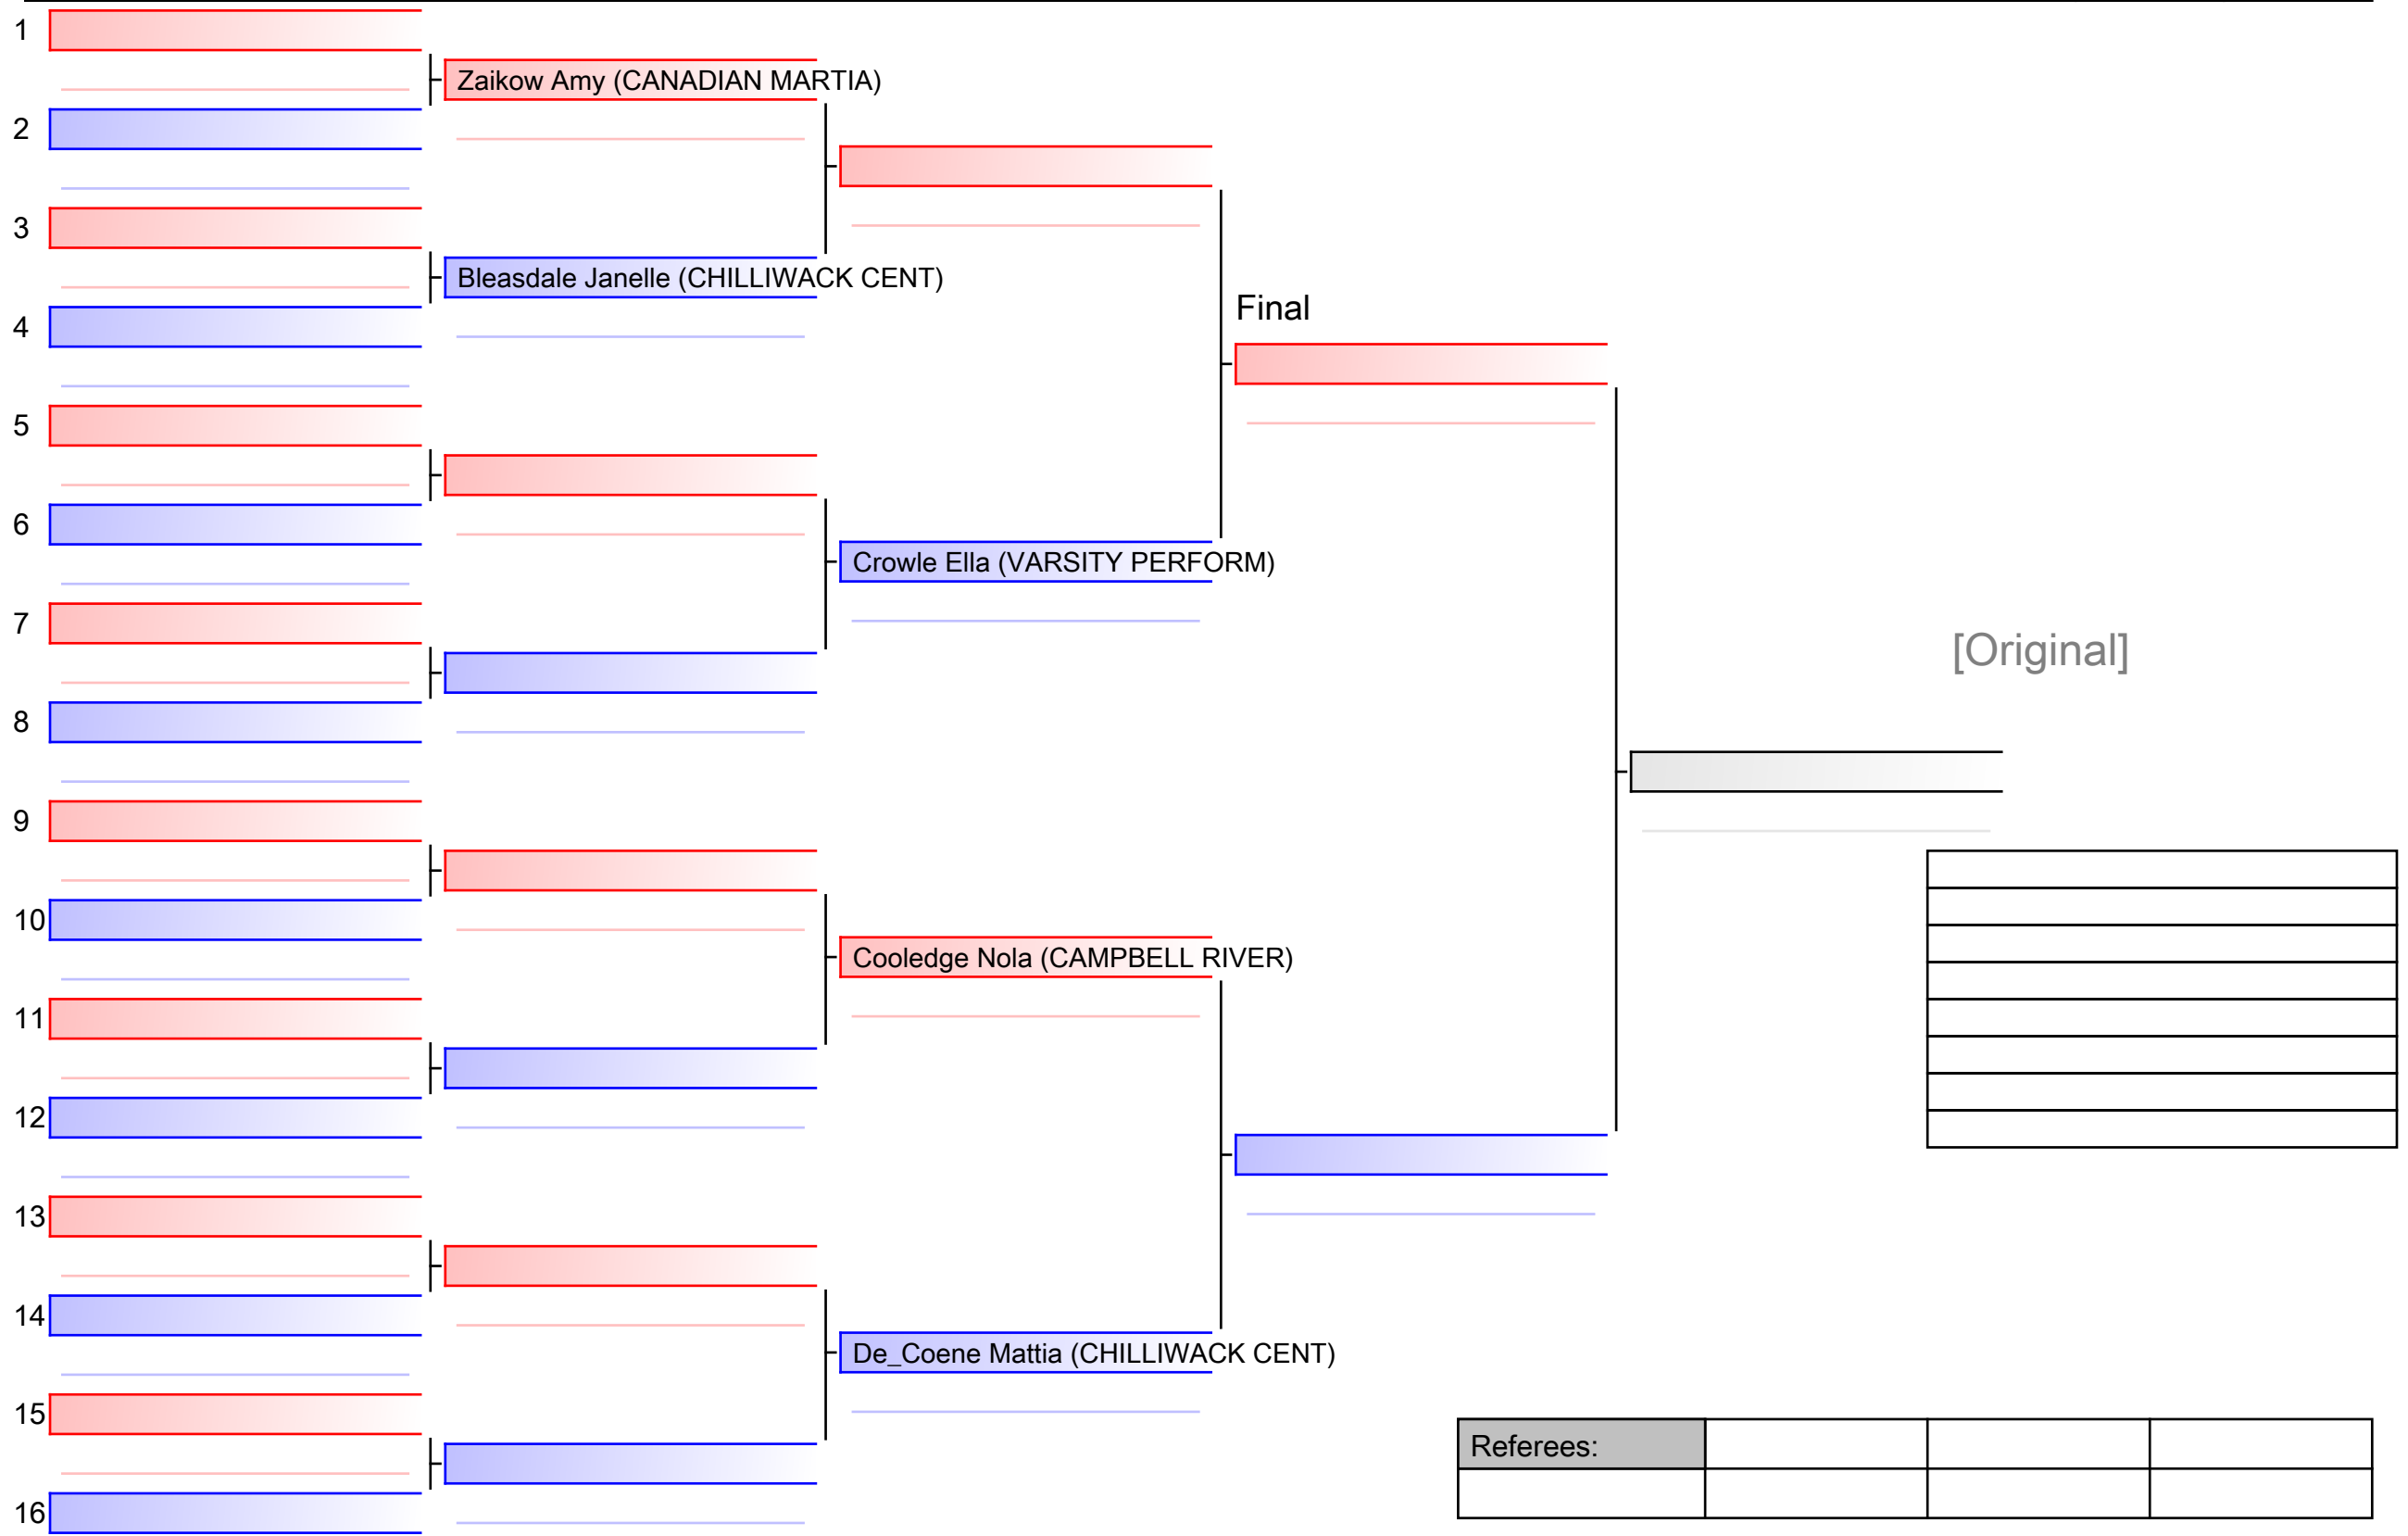 1
Zaikow Amy (CANADIAN MARTIA)
2
3
Bleasdale Janelle (CHILLIWACK CENT)
Final
4
5
6
Crowle Ella (VARSITY PERFORM)
7
[Original]
8
9
10
Cooledge Nola (CAMPBELL RIVER)
11
12
13
14
De_Coene Mattia (CHILLIWACK CENT)
15
Referees:
16